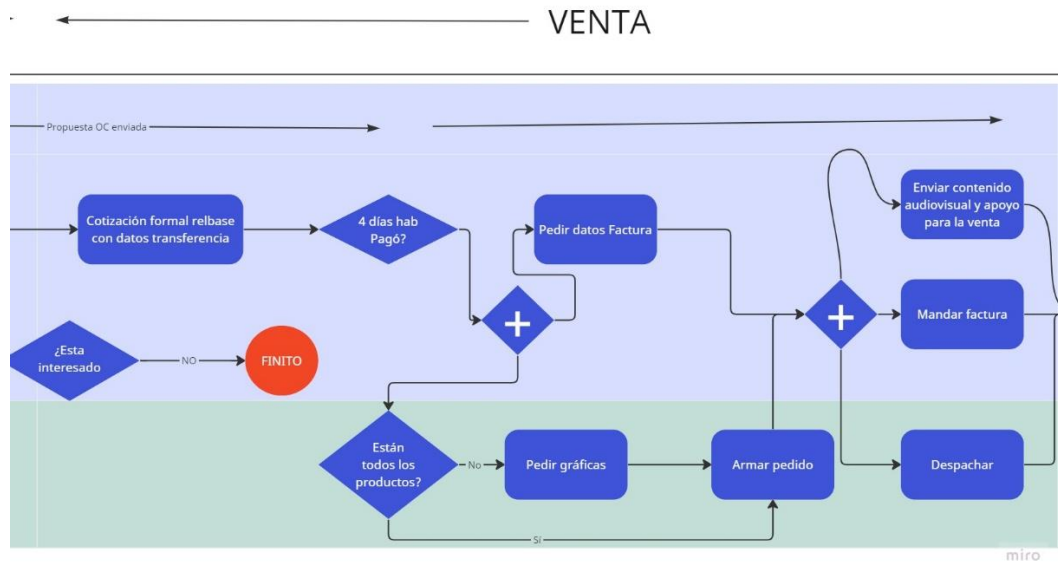 VENTA
Propuesta OC enviada
Cotización formal relbase
con datos transferencia
4 días hab
Pagó?
Pedir datos Factura
Enviar contenido
audiovisual y apoyo
para la venta
Mandar factura
¿Esta
interesado
NO
FINITO
Están
todos los
productos?
No
Pedir gráficas
Armar pedido
Despachar
Sí
miro